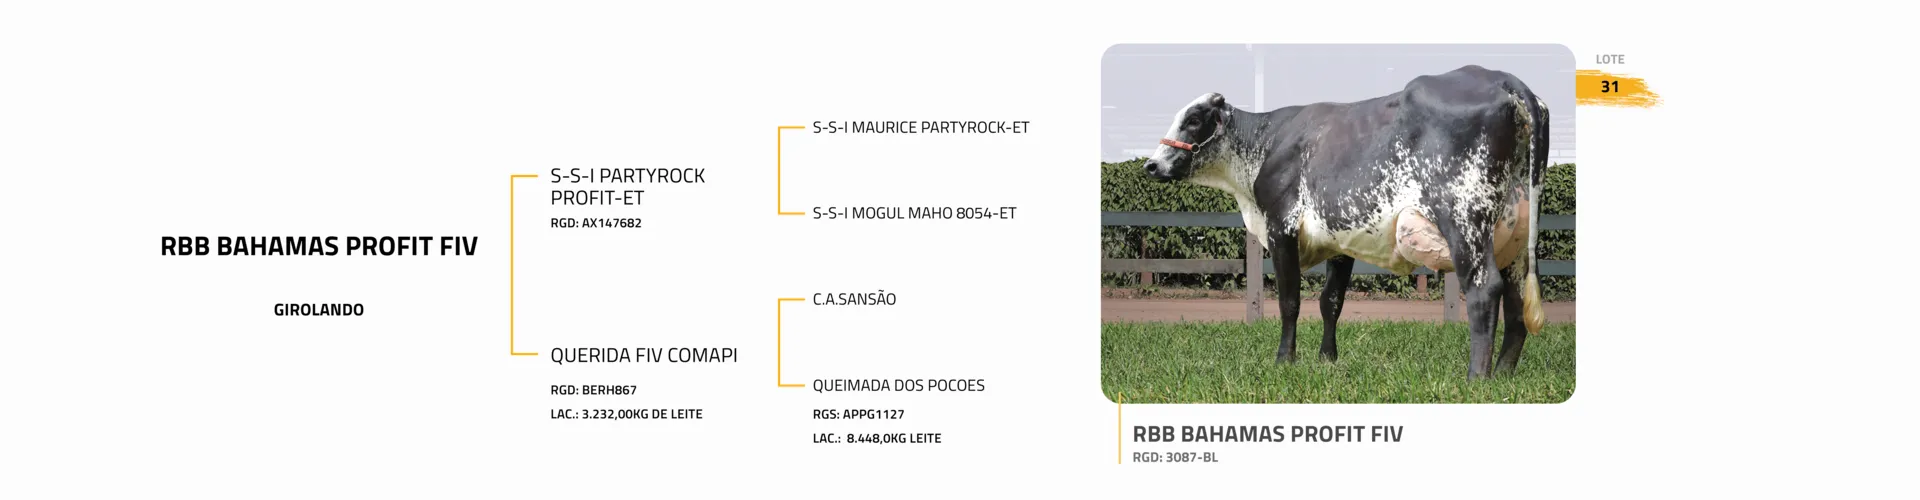 RBB BAHAMAS PROFIT FIV
GIROLANDO
S-S-I PARTYROCK
PROFIT-ET
RGD: AX147682
QUERIDA FIV COMAPI
RGD: BERH867
LAC.: 3.232,00KG DE LEITE
S-S-I MAURICE PARTYROCK-ET
S-S-I MOGUL MAHO 8054-ET
C.A.SANSÃO
QUEIMADA DOS POCOES
RGS: APPG1127
LAC.: 8.448,0KG LEITE
LOTE
31
RBB BAHAMAS PROFIT FIV
RGD: 3087-BL